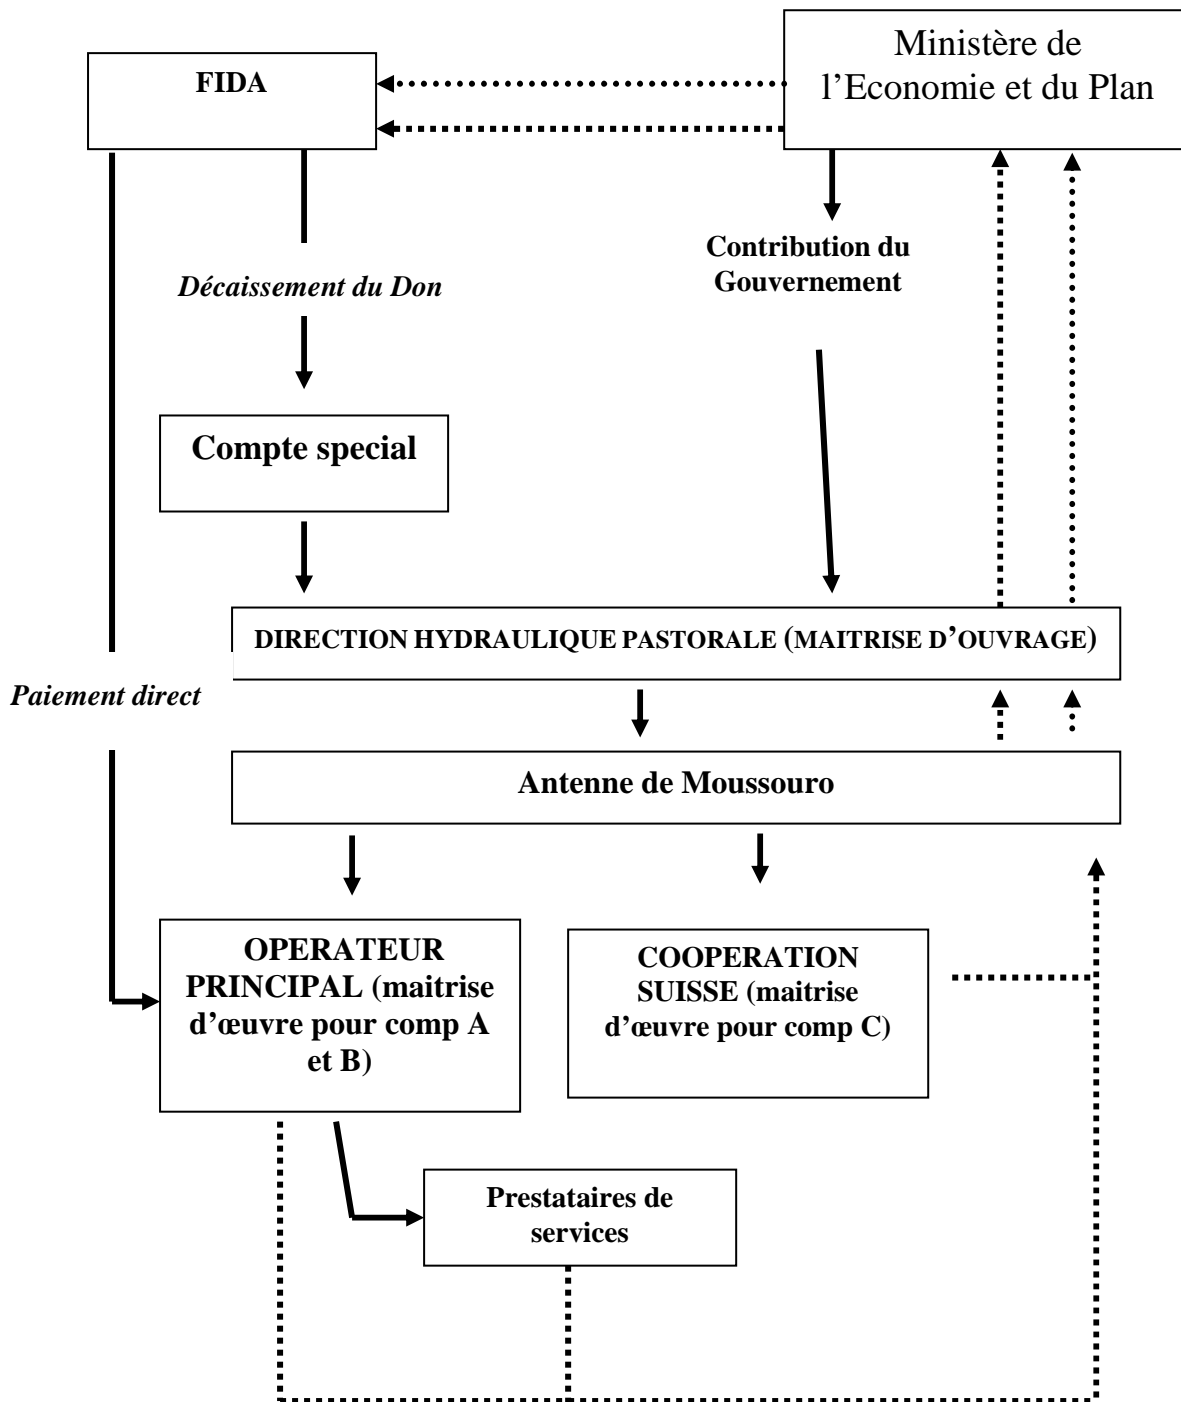 FIDA
Ministère de
l’Economie et du Plan
Contribution du
Gouvernement
Décaissement du Don
Compte special
DIRECTION HYDRAULIQUE PASTORALE (MAITRISE D’OUVRAGE)
Paiement direct
Antenne de Moussouro
OPERATEUR
PRINCIPAL (maitrise
d’œuvre pour comp A
et B)
COOPERATION
SUISSE (maitrise
d’œuvre pour comp C)
Prestataires de
services